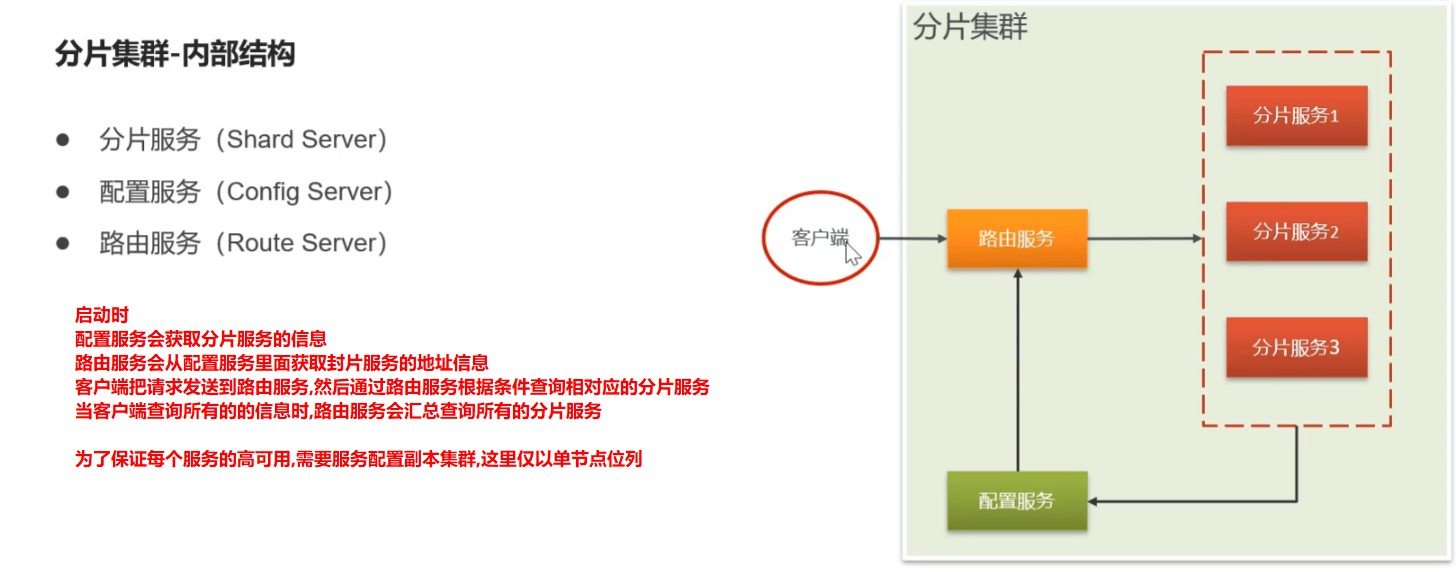 分片集群-内部结构
● 分片服务（Shard Server）
● 配置服务（Config Server）
● 路由服务（Route Server）
启动时
配置服务会获取分片服务的信息
路由服务会从配置服务里面获取封片服务的地址信息
客户端把请求发送到路由服务,然后通过路由服务根据条件查询相对应的分片服务
当客户端查询所有的的信息时,路由服务会汇总查询所有的分片服务
为了保证每个服务的高可用,需要服务配置副本集群,这里仅以单节点位列
分片集群
分片服务1
客户端
路由服务
分片服务2
分片服务3
配置服务